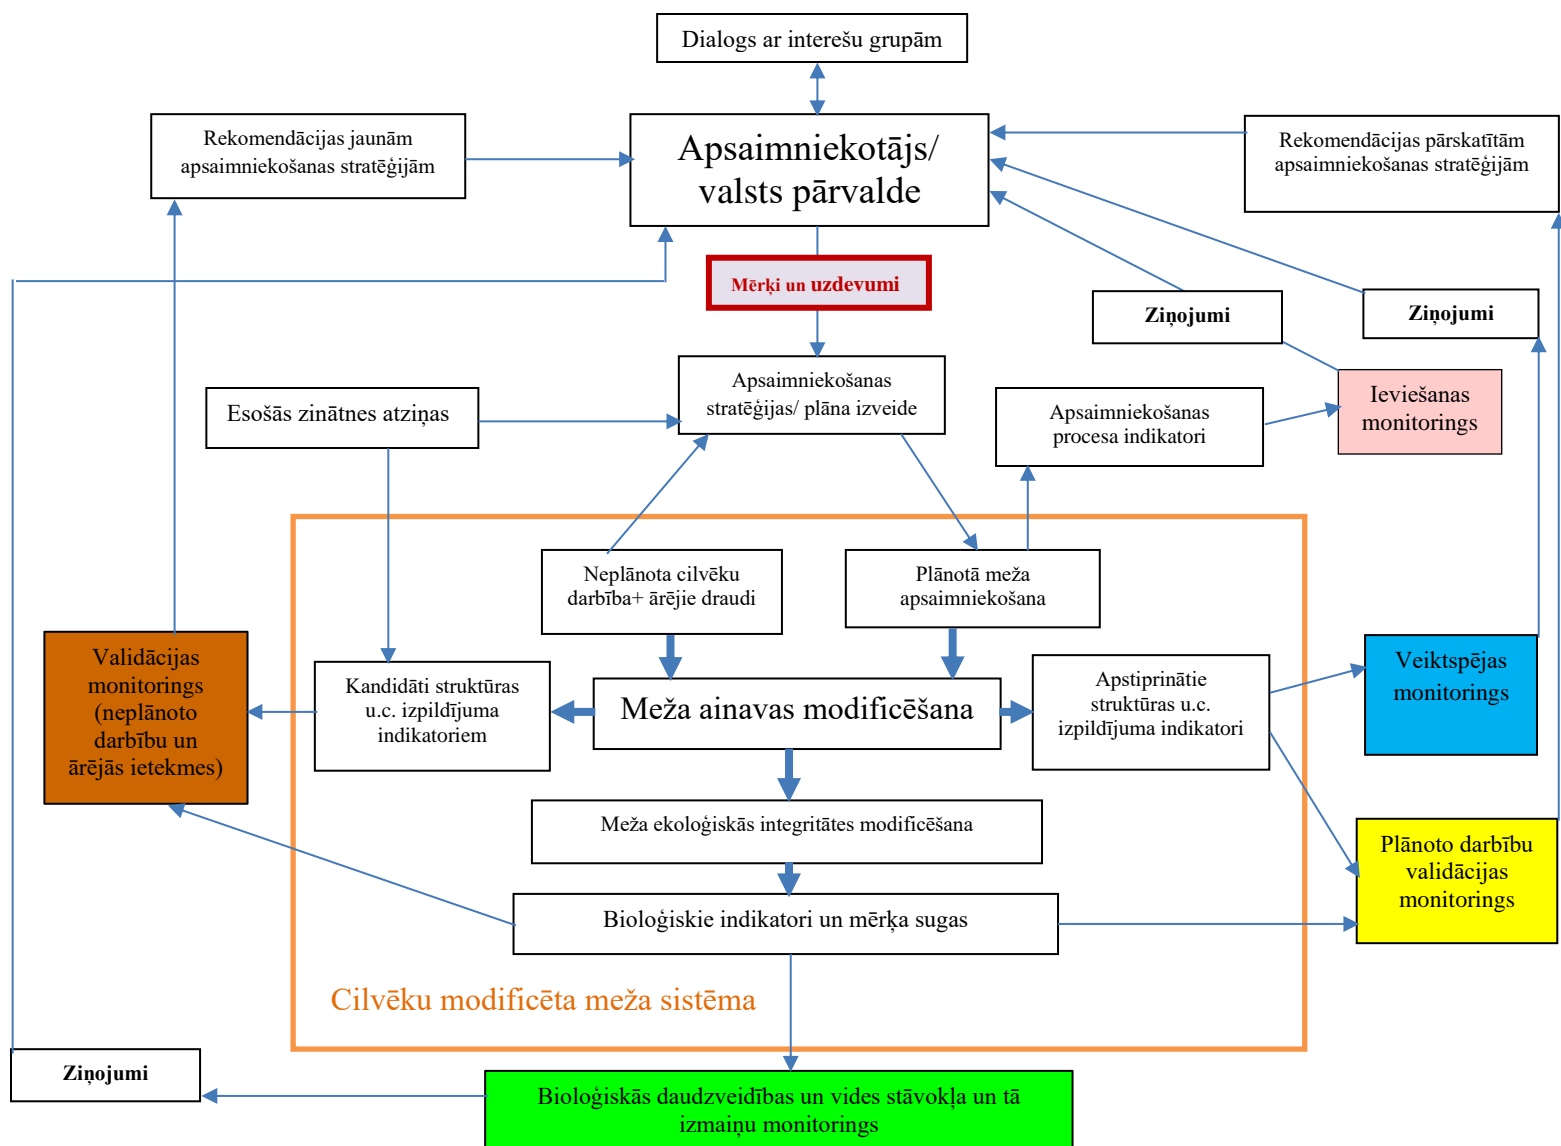 Dialogs ar interešu grupām
Rekomendācijas jaunām
apsaimniekošanas stratēģijām
Apsaimniekotājs/
valsts pārvalde
Rekomendācijas pārskatītām
apsaimniekošanas stratēģijām
Mērķi un uzdevumi
Ziņojumi
Ziņojumi
Esošās zinātnes atziņas
Apsaimniekošanas
stratēģijas/ plāna izveide
Apsaimniekošanas
procesa indikatori
Ieviešanas
monitorings
Neplānota cilvēku
darbība+ ārējie draudi
Plānotā meža
apsaimniekošana
Validācijas
monitorings
(neplānoto
darbību un
ārējās ietekmes)
Kandidāti struktūras
u.c. izpildījuma
indikatoriem
Meža ainavas modificēšana
Apstiprinātie
struktūras u.c.
izpildījuma indikatori
Veiktspējas
monitorings
Meža ekoloģiskās integritātes modificēšana
Plānoto darbību
validācijas
monitorings
Bioloģiskie indikatori un mērķa sugas
Cilvēku modificēta meža sistēma
Ziņojumi
Bioloģiskās daudzveidības un vides stāvokļa un tā
izmaiņu monitorings